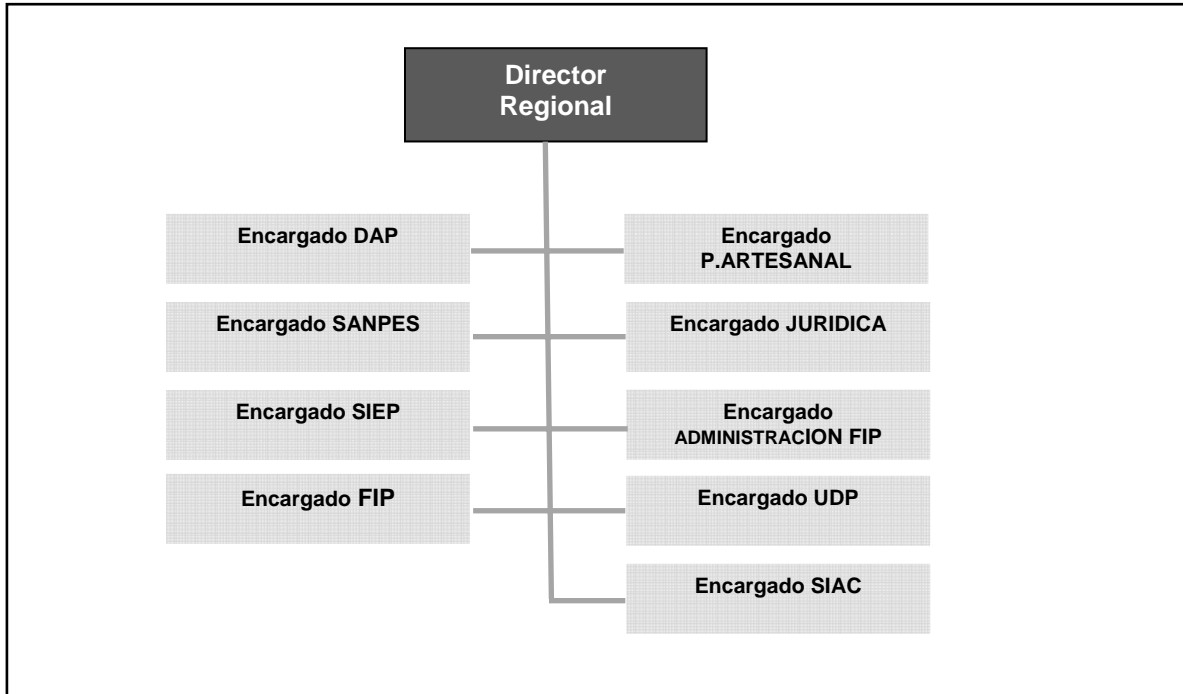 Director
Regional
Encargado DAP
Encargado
P.ARTESANAL
Encargado SANPES
Encargado JURIDICA
Encargado SIEP
Encargado
ADMINISTRACION FIP
Encargado FIP
Encargado UDP
Encargado SIAC